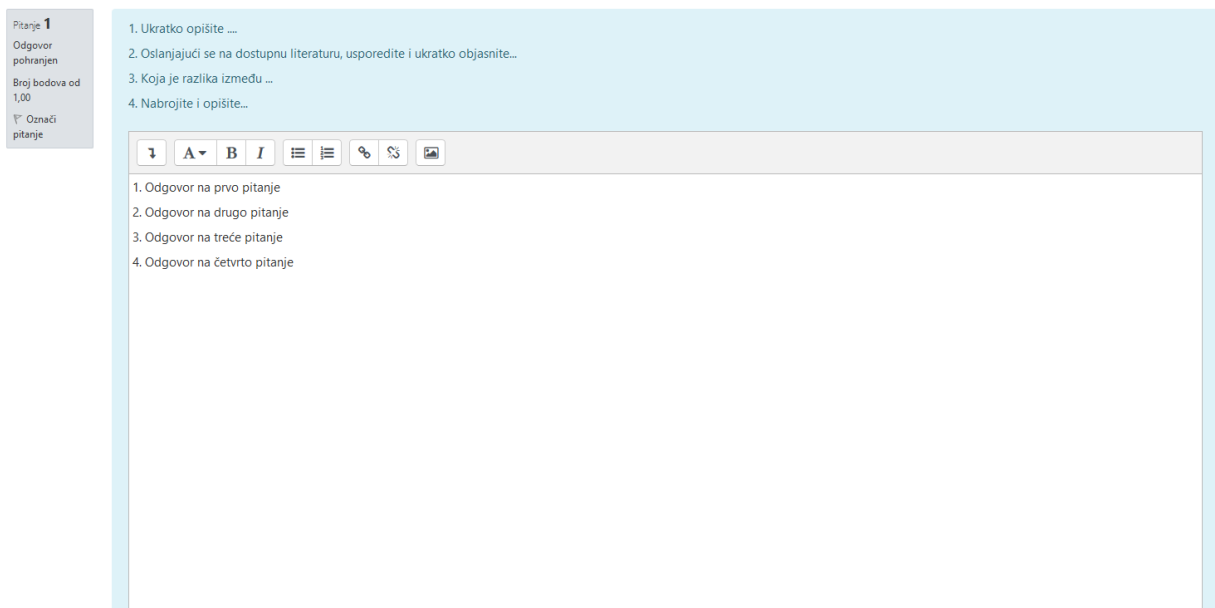 Pitanje 1
Odgovor
pohranjen
Broj bodova od
1,00
Označi
pitanje
1. Ukratko opišite ....
2. Oslanjajući se na dostupnu literaturu, usporedite i ukratko objasnite...
3. Koja je razlika između ...
4. Nabrojite i opišite...
A B I
1. Odgovor na prvo pitanje
2. Odgovor na drugo pitanje
3. Odgovor na treće pitanje
4. Odgovor na četvrto pitanje